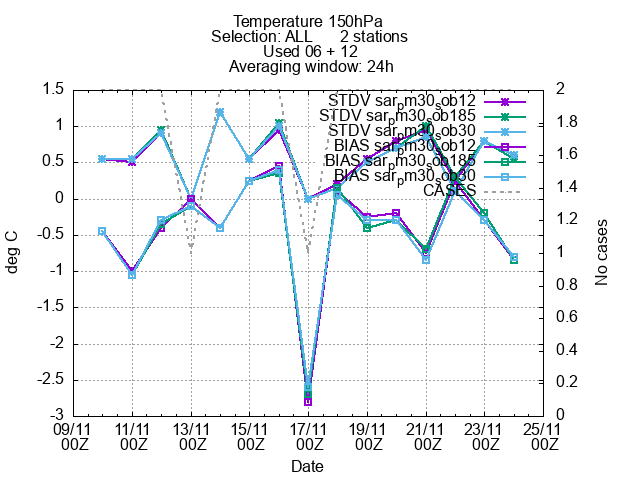 Temperature 150hPa
Selection: ALL 2 stations
Used 06 + 12
Averaging window: 24h
STDV sar_pm30_sob12
STDV sar_pm30_sob185
STDV sar_pm30_sob30
BIAS sar_pm30_sob12
BIAS sar_pm30_sob185
BIAS sar_pm30_sob30
CASES
1.5
1
0.5
0
-0.5
-1
-1.5
-2
-2.5
-3
deg C
2
1.8
1.6
1.4
1.2
1
0.8
0.6
0.4
0.2
0
No cases
09/11 11/11 13/11 15/11 17/11 19/11 21/11 23/11 25/11
00Z 00Z 00Z 00Z 00Z 00Z 00Z 00Z 00Z
Date